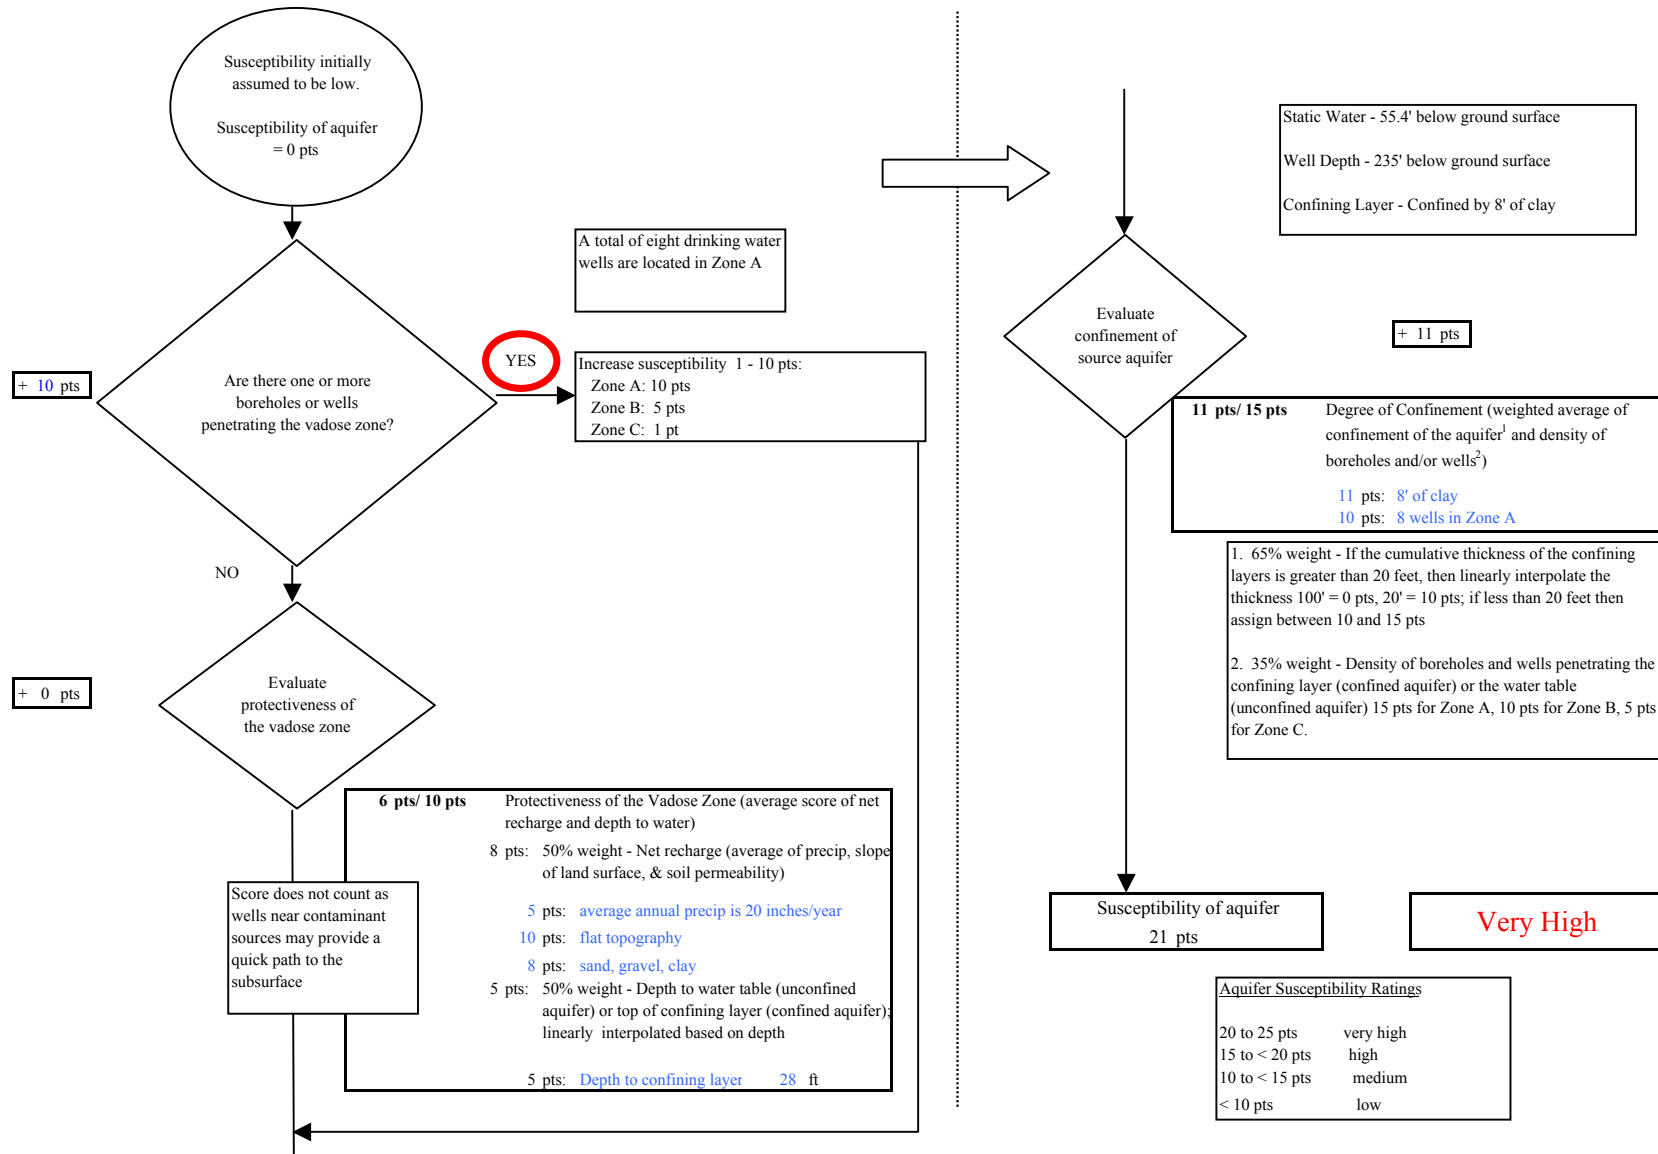 Susceptibility initially
assumed to be low.
Susceptibility of aquifer
= 0 pts
A total of eight drinking water
wells are located in Zone A
+ 10 pts
Are there one or more
boreholes or wells
penetrating the vadose zone?
YES
Increase susceptibility 1 - 10 pts:
Zone A: 10 pts
Zone B: 5 pts
Zone C: 1 pt
NO
+ 0 pts
Evaluate
protectiveness of
the vadose zone
6 pts/ 10 pts Protectiveness of the Vadose Zone (average score of net
recharge and depth to water)
8 pts: 50% weight - Net recharge (average of precip, slope
of land surface, & soil permeability)
5 pts: average annual precip is 20 inches/year
10 pts: flat topography
8 pts: sand, gravel, clay
5 pts: 50% weight - Depth to water table (unconfined
aquifer) or top of confining layer (confined aquifer);
linearly interpolated based on depth
5 pts: Depth to confining layer 28 ft
Score does not count as
wells near contaminant
sources may provide a
quick path to the
subsurface
Static Water - 55.4' below ground surface
Well Depth - 235' below ground surface
Confining Layer - Confined by 8' of clay
Evaluate
confinement of
source aquifer
+ 11 pts
11 pts/ 15 pts Degree of Confinement (weighted average of
confinement of the aquifer1 and density of
boreholes and/or wells2)
11 pts: 8' of clay
10 pts: 8 wells in Zone A
1. 65% weight - If the cumulative thickness of the confining
layers is greater than 20 feet, then linearly interpolate the
thickness 100' = 0 pts, 20' = 10 pts; if less than 20 feet then
assign between 10 and 15 pts
2. 35% weight - Density of boreholes and wells penetrating the
confining layer (confined aquifer) or the water table
(unconfined aquifer) 15 pts for Zone A, 10 pts for Zone B, 5 pts
for Zone C.
Susceptibility of aquifer
21 pts
Very High
Aquifer Susceptibility Ratings
20 to 25 pts very high
15 to < 20 pts high
10 to < 15 pts medium
< 10 pts low